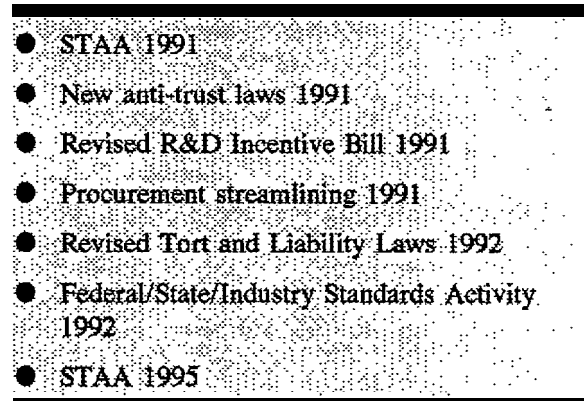 ● STAA 1991
● New anti-trust laws 1991
● Revised R&D Incentive Bill 1991
● Procurement streamlining 1991
● Revised Tort and Liability Laws 1992
● Federal/State/Industry Standards Activity
1992
● STAA 1995